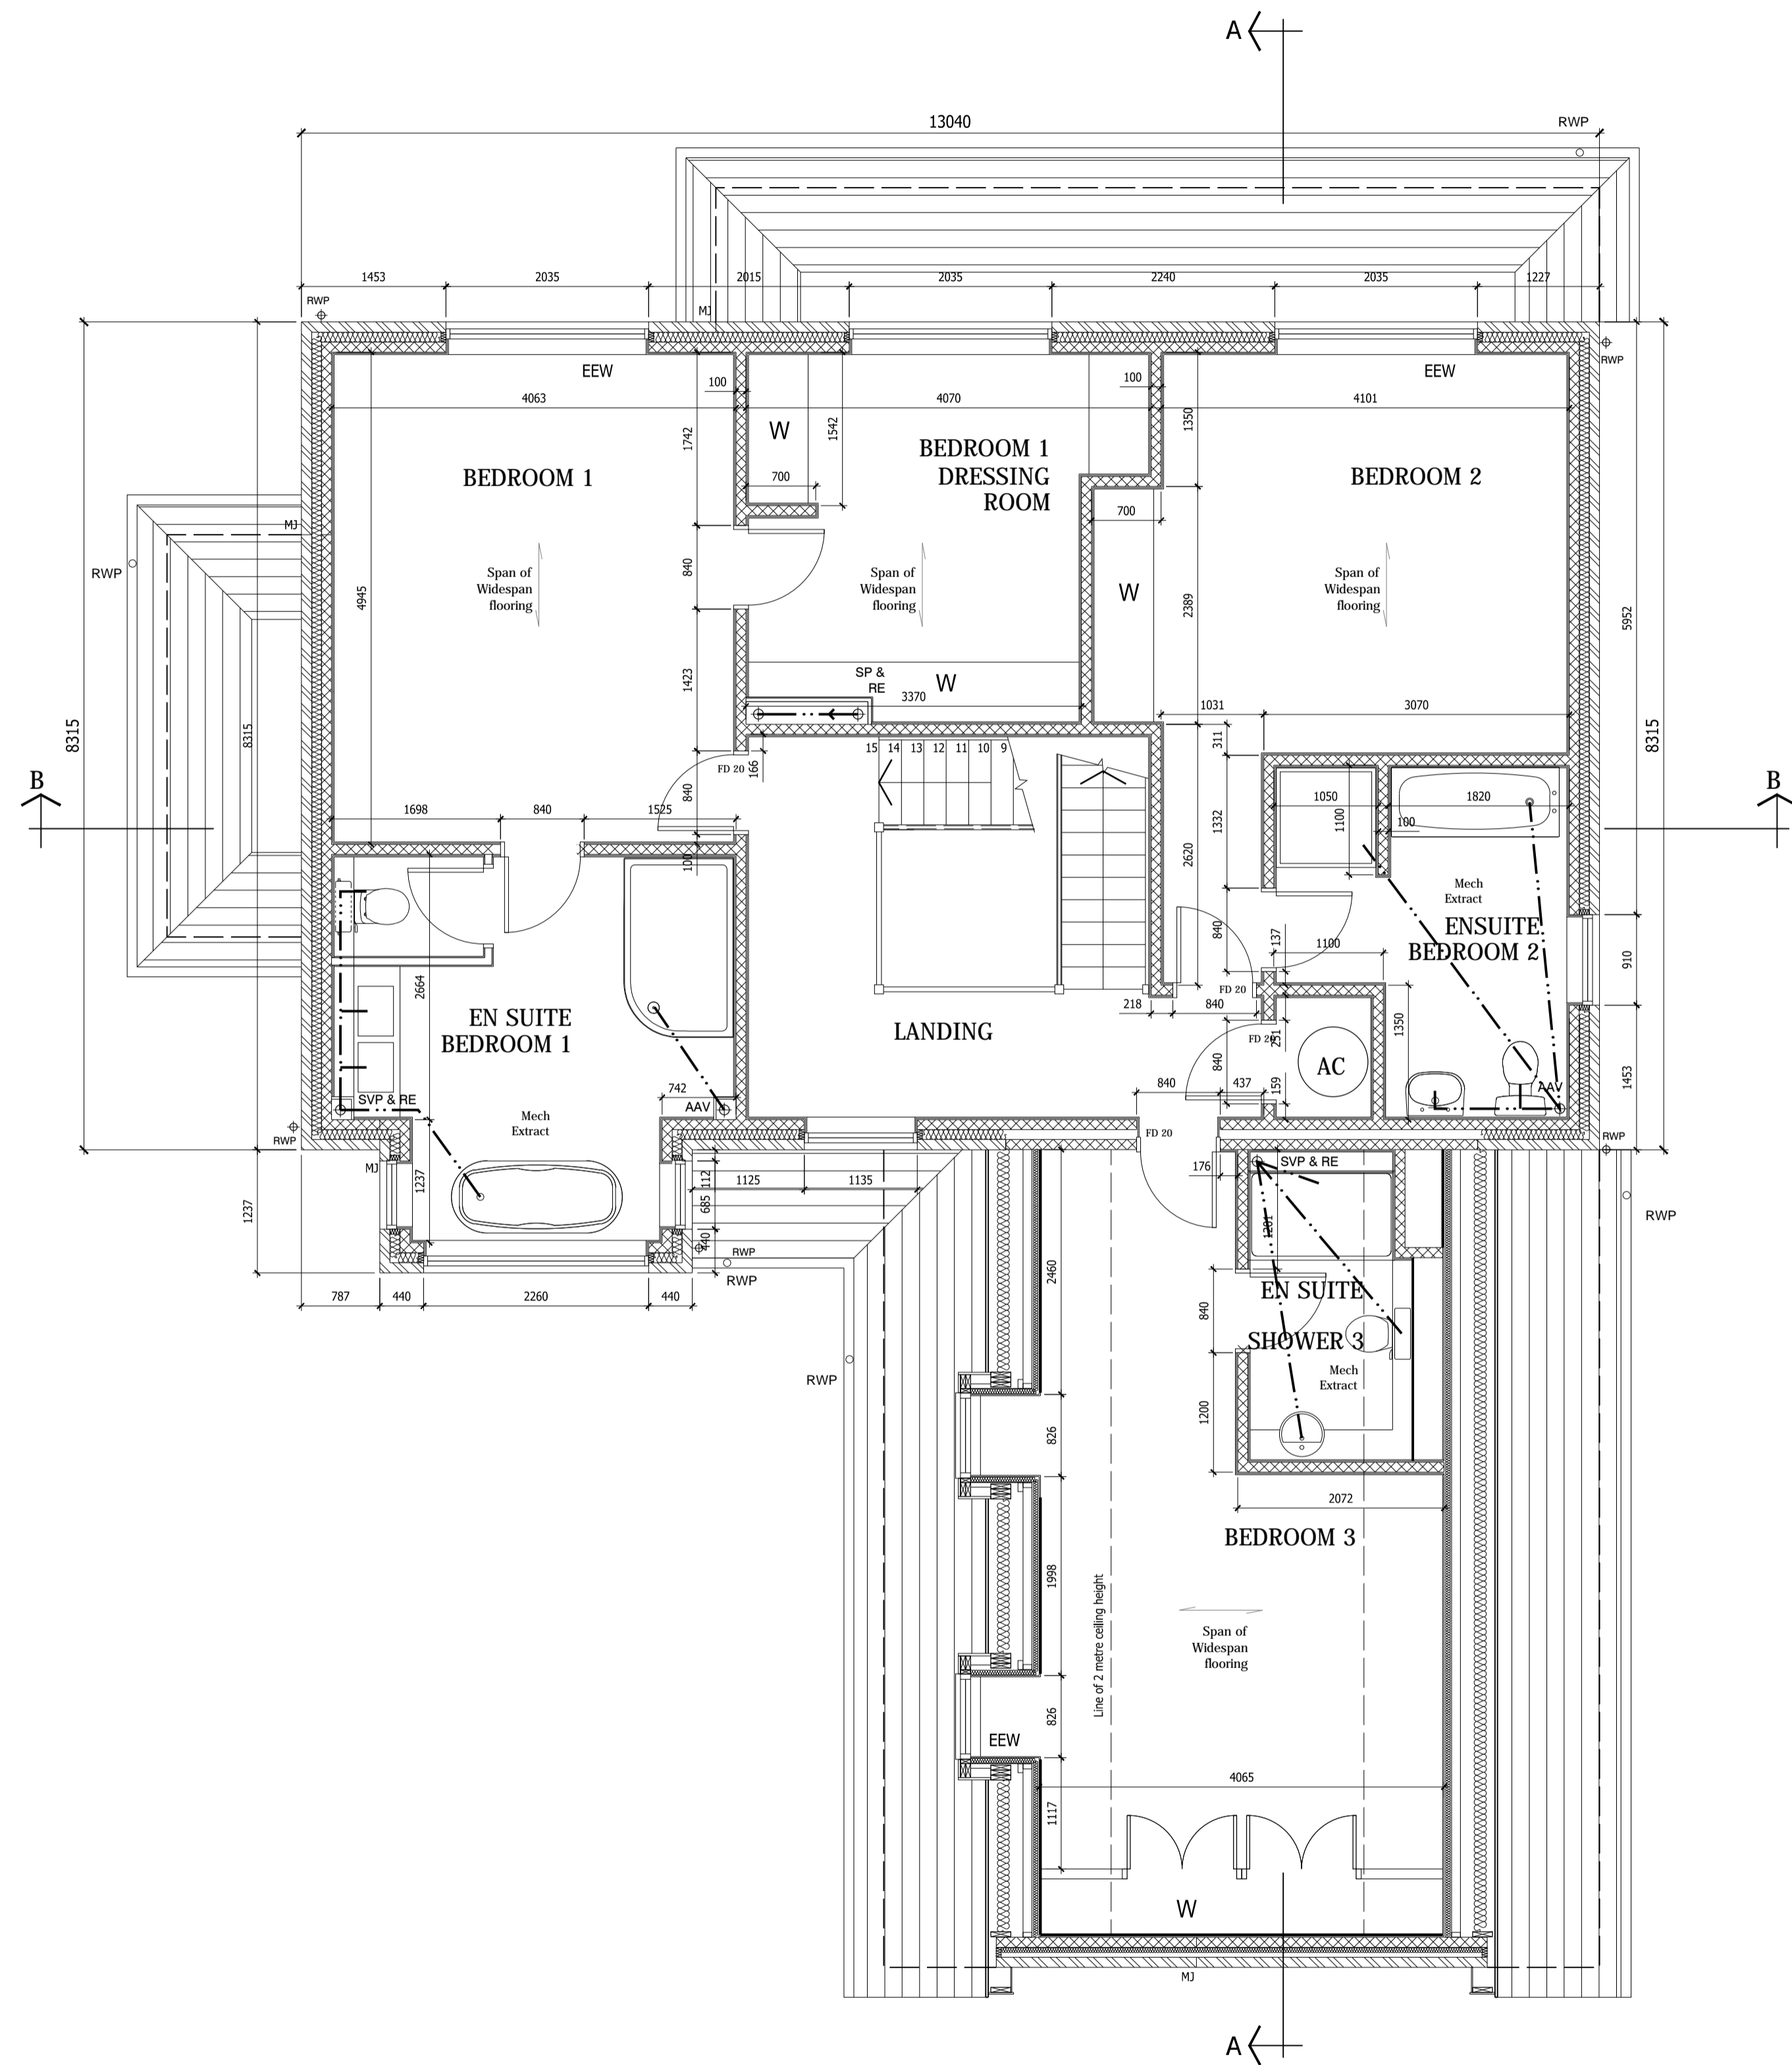 A
13040
RWP
1453
2035
2015
2035
2240
2035
1227
RWP
MJ
RWP
EEW
EEW
100
100
4063
4070
4101
1742
W
1542
1350
BEDROOM 1
BEDROOM 1
DRESSING
ROOM
BEDROOM 2
700
700
MJ
RWP
Span of
Widespan
flooring
840
Span of
Widespan
flooring
Span of
Widespan
flooring
4945
W
2389
5952
1423
SP &
RE
W
3370
1031
3070
8315
8315
311
8315
15
14
13
12
11
10
9
FD 20
166
B
B
1698
840
1525
840
1050
1100
1820
100
1332
2620
100
Mech
Extract
ENSUITE
BEDROOM 2
840
137
1100
910
2664
EN SUITE
BEDROOM 1
FD 20
218
840
LANDING
FD 20
251
1350
840
AC
840
437
159
1453
742
SVP & RE
AAV
AAV
Mech
Extract
RWP
FD 20
RWP
MJ
1237
1237
112
1125
1135
685
440
176
SVP & RE
1201
RWP
RWP
RWP
787
440
2260
440
2460
EN SUITE
SHOWER 3
840
Mech
Extract
RWP
1200
826
2072
BEDROOM 3
1998
Line of 2 metre ceiling height
Span of
Widespan
flooring
826
EEW
4065
1117
W
MJ
A